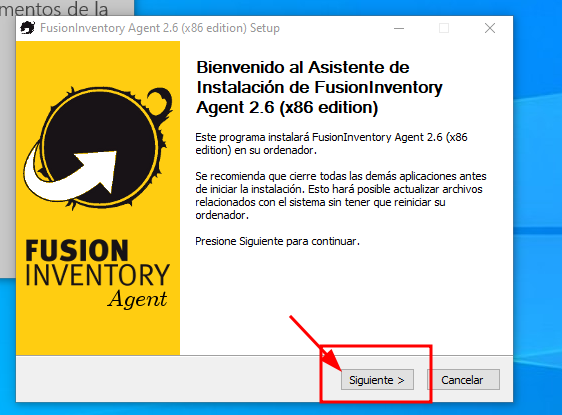 mentos de la
FusionInventory Agent 2.6 (x86 edition) Setup
Bienvenido al Asistente de
Instalación de FusionInventory
Agent 2.6 (x86 edition)
Este programa instalará FusionInventory Agent 2.6 (x86
edition) en su ordenador.
Se recomienda que cierre todas las demás aplicaciones antes
de iniciar la instalación. Esto hará posible actualizar archivos
relacionados con el sistema sin tener que reiniciar su
ordenador.
Presione Siguiente para continuar.
FUSION
INVENTORY
Agent
Siguiente >
Cancelar